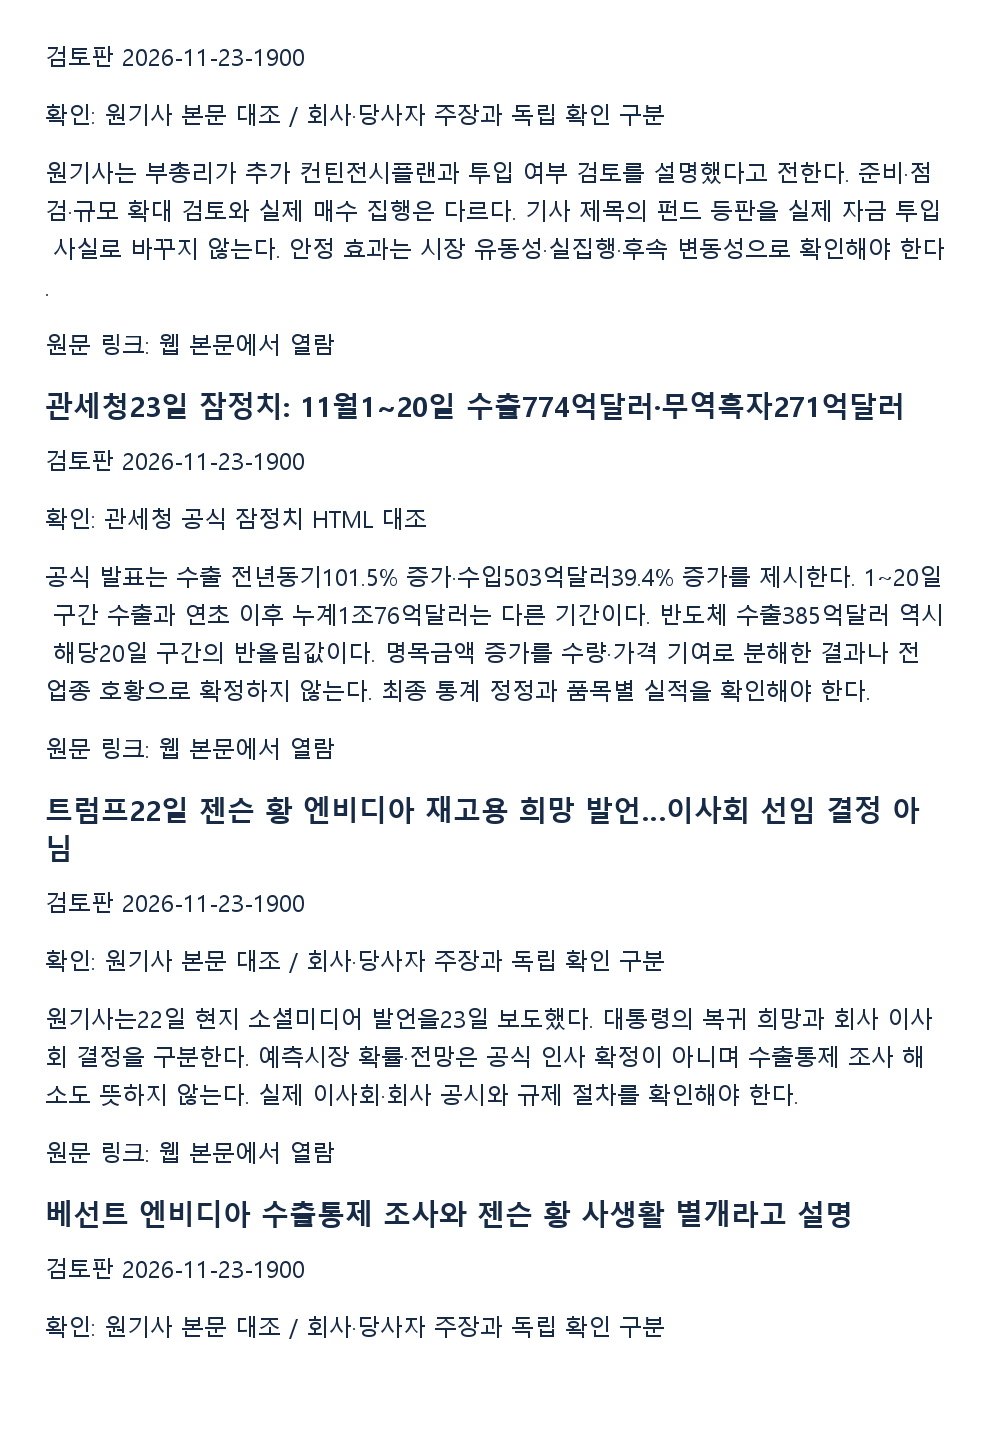 검토판 2026-11-23-1900
확인: 원기사 본문 대조 / 회사·당사자 주장과 독립 확인 구분
원기사는 부총리가 추가 컨틴전시플랜과 투입 여부 검토를 설명했다고 전한다. 준비·점
검·규모 확대 검토와 실제 매수 집행은 다르다. 기사 제목의 펀드 등판을 실제 자금 투입
사실로 바꾸지 않는다. 안정 효과는 시장 유동성·실집행·후속 변동성으로 확인해야 한다
.
원문 링크: 웹 본문에서 열람
관세청23일 잠정치: 11월1~20일 수출774억달러·무역흑자271억달러
검토판 2026-11-23-1900
확인: 관세청 공식 잠정치 HTML 대조
공식 발표는 수출 전년동기101.5% 증가·수입503억달러39.4% 증가를 제시한다. 1~20일
구간 수출과 연초 이후 누계1조76억달러는 다른 기간이다. 반도체 수출385억달러 역시
해당20일 구간의 반올림값이다. 명목금액 증가를 수량·가격 기여로 분해한 결과나 전
업종 호황으로 확정하지 않는다. 최종 통계 정정과 품목별 실적을 확인해야 한다.
원문 링크: 웹 본문에서 열람
트럼프22일 젠슨 황 엔비디아 재고용 희망 발언…이사회 선임 결정 아
님
검토판 2026-11-23-1900
확인: 원기사 본문 대조 / 회사·당사자 주장과 독립 확인 구분
원기사는22일 현지 소셜미디어 발언을23일 보도했다. 대통령의 복귀 희망과 회사 이사
회 결정을 구분한다. 예측시장 확률·전망은 공식 인사 확정이 아니며 수출통제 조사 해
소도 뜻하지 않는다. 실제 이사회·회사 공시와 규제 절차를 확인해야 한다.
원문 링크: 웹 본문에서 열람
베선트 엔비디아 수출통제 조사와 젠슨 황 사생활 별개라고 설명
검토판 2026-11-23-1900
확인: 원기사 본문 대조 / 회사·당사자 주장과 독립 확인 구분